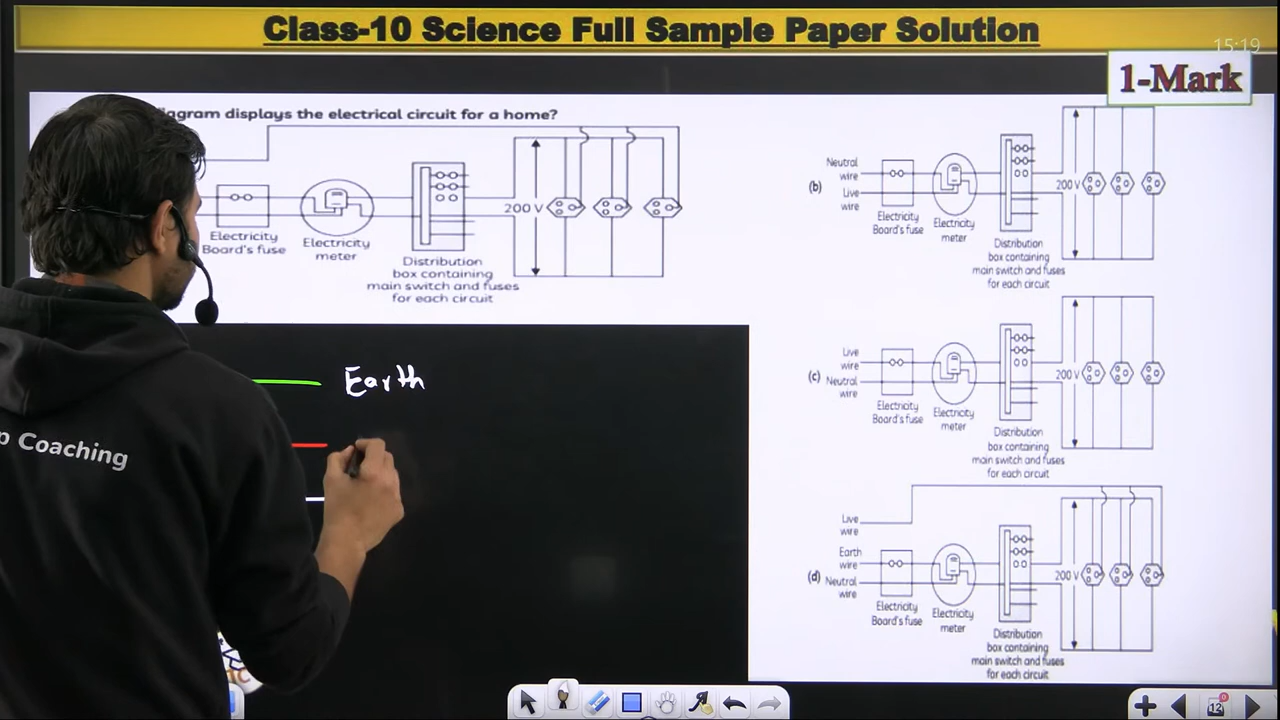 Class-10 Science Full Sample Paper Solution
15:19
1-Mark
diagram displays the electrical circuit for a home?
200 V
Electricity
Board's fuse
Electricity
meter
Distribution
box containing
main switch and fuses
for each circuit
Earth
p Coaching
(b)
Neutral
wire
Live
wire
200 V
Electricity
Board's fuse
Electricity
meter
Distribution
box containing
main switch and fuses
for each circuit
(c)
Live
wire
Neutral
wire
200 V
Electricity
Board's fuse
Electricity
meter
Distribution
box containing
main switch and fuses
for each circuit
(d)
Live
wire
Earth
wire
Neutral
wire
200 V
Electricity
Board's fuse
Electricity
meter
Distribution
box containing
main switch and fuses
for each circuit
12